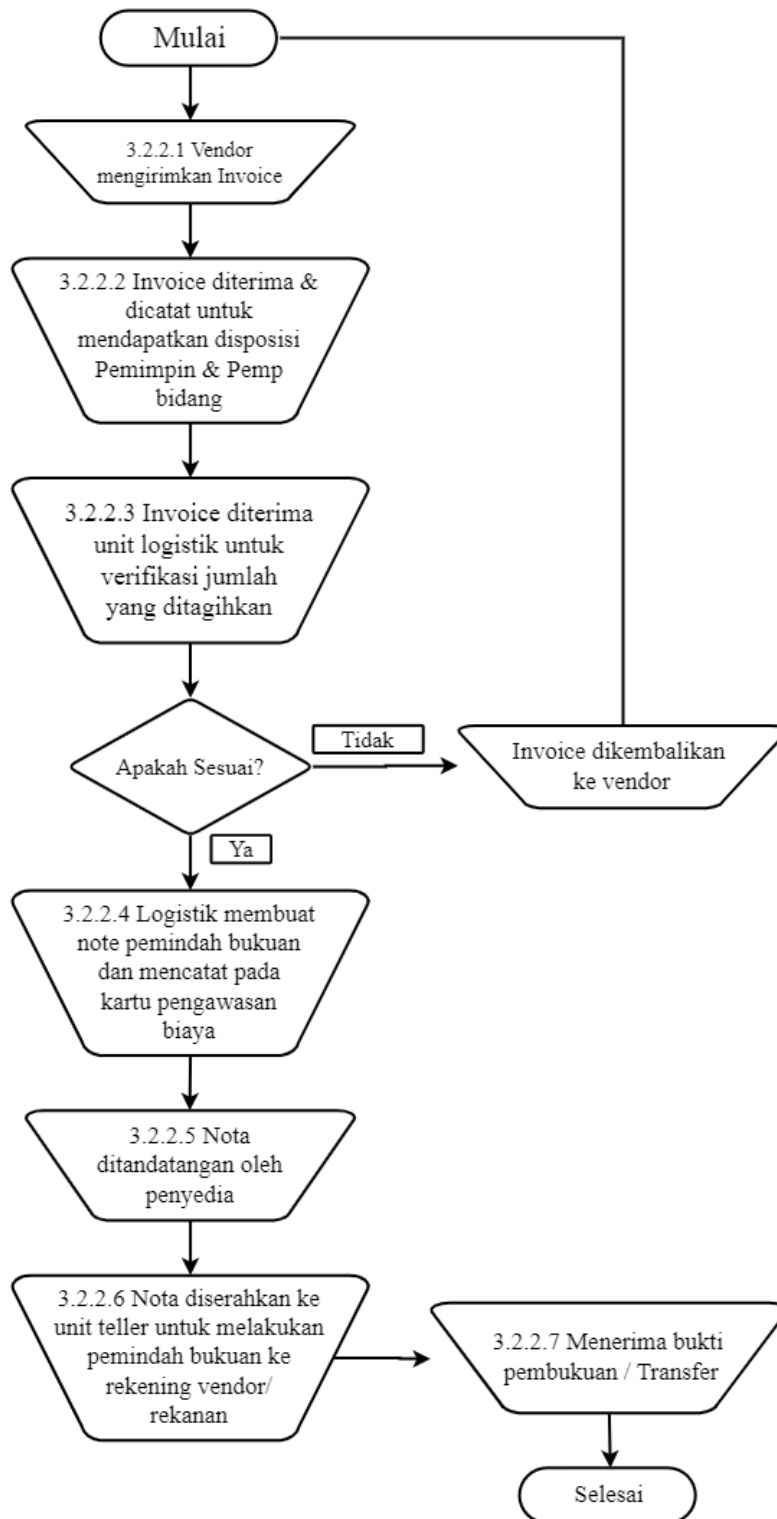 Mulai
3.2.2.1 Vendor
mengirimkan Invoice
3.2.2.2 Invoice diterima &
dicatat untuk
mendapatkan disposisi
Pemimpin & Pemp
bidang
3.2.2.3 Invoice diterima
unit logistik untuk
verifikasi jumlah
yang ditagihkan
Apakah Sesuai?
Tidak
Invoice dikembalikan
ke vendor
Ya
3.2.2.4 Logistik membuat
note pemindah bukuan
dan mencatat pada
kartu pengawasan
biaya
3.2.2.5 Nota
ditandatangan oleh
penyedia
3.2.2.6 Nota diserahkan ke
unit teller untuk melakukan
pemindah bukuan ke
rekening vendor/
rekanan
3.2.2.7 Menerima bukti
pembukuan / Transfer
Selesai